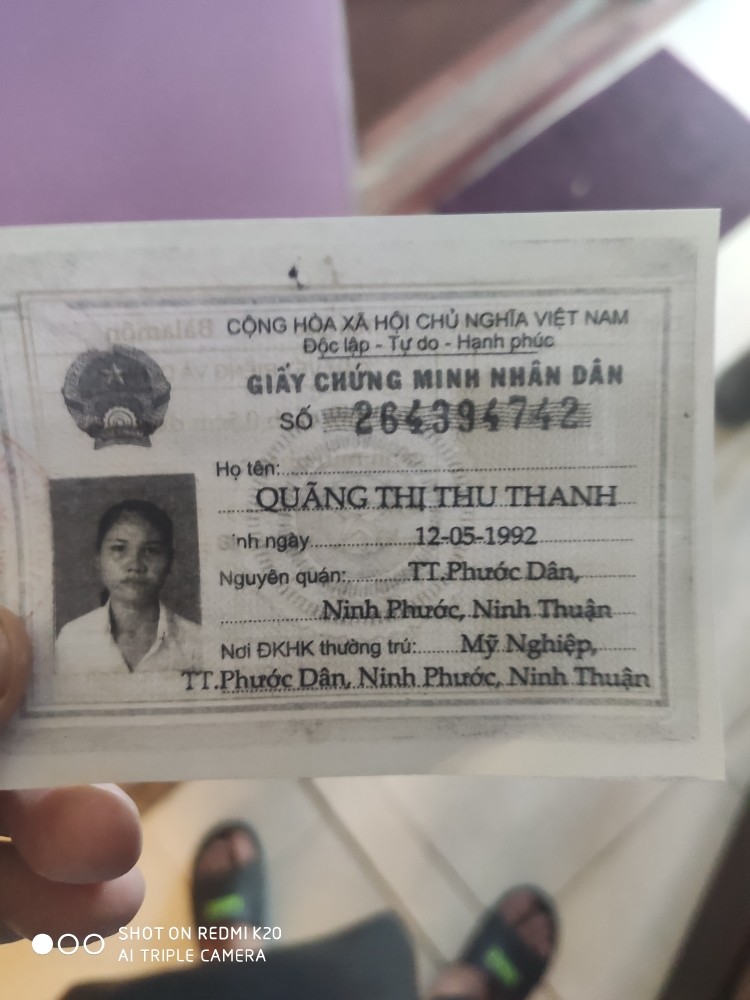 CỘNG HÒA XÃ HỘI CHỦ NGHĨA VIỆT NAM
Độc lập - Tự do - Hạnh phúc
GIẤY CHỨNG MINH NHÂN DÂN
SỐ 264394742
Họ tên:
QUÃNG THỊ THU THANH
Sinh ngày 12-05-1992
Nguyên quán: TT.Phước Dân,
Ninh Phước, Ninh Thuận
Nơi ĐKHK thường trú: Mỹ Nghiệp,
TT.Phước Dân, Ninh Phước, Ninh Thuận
SHOT ON REDMI K20
AI TRIPLE CAMERA